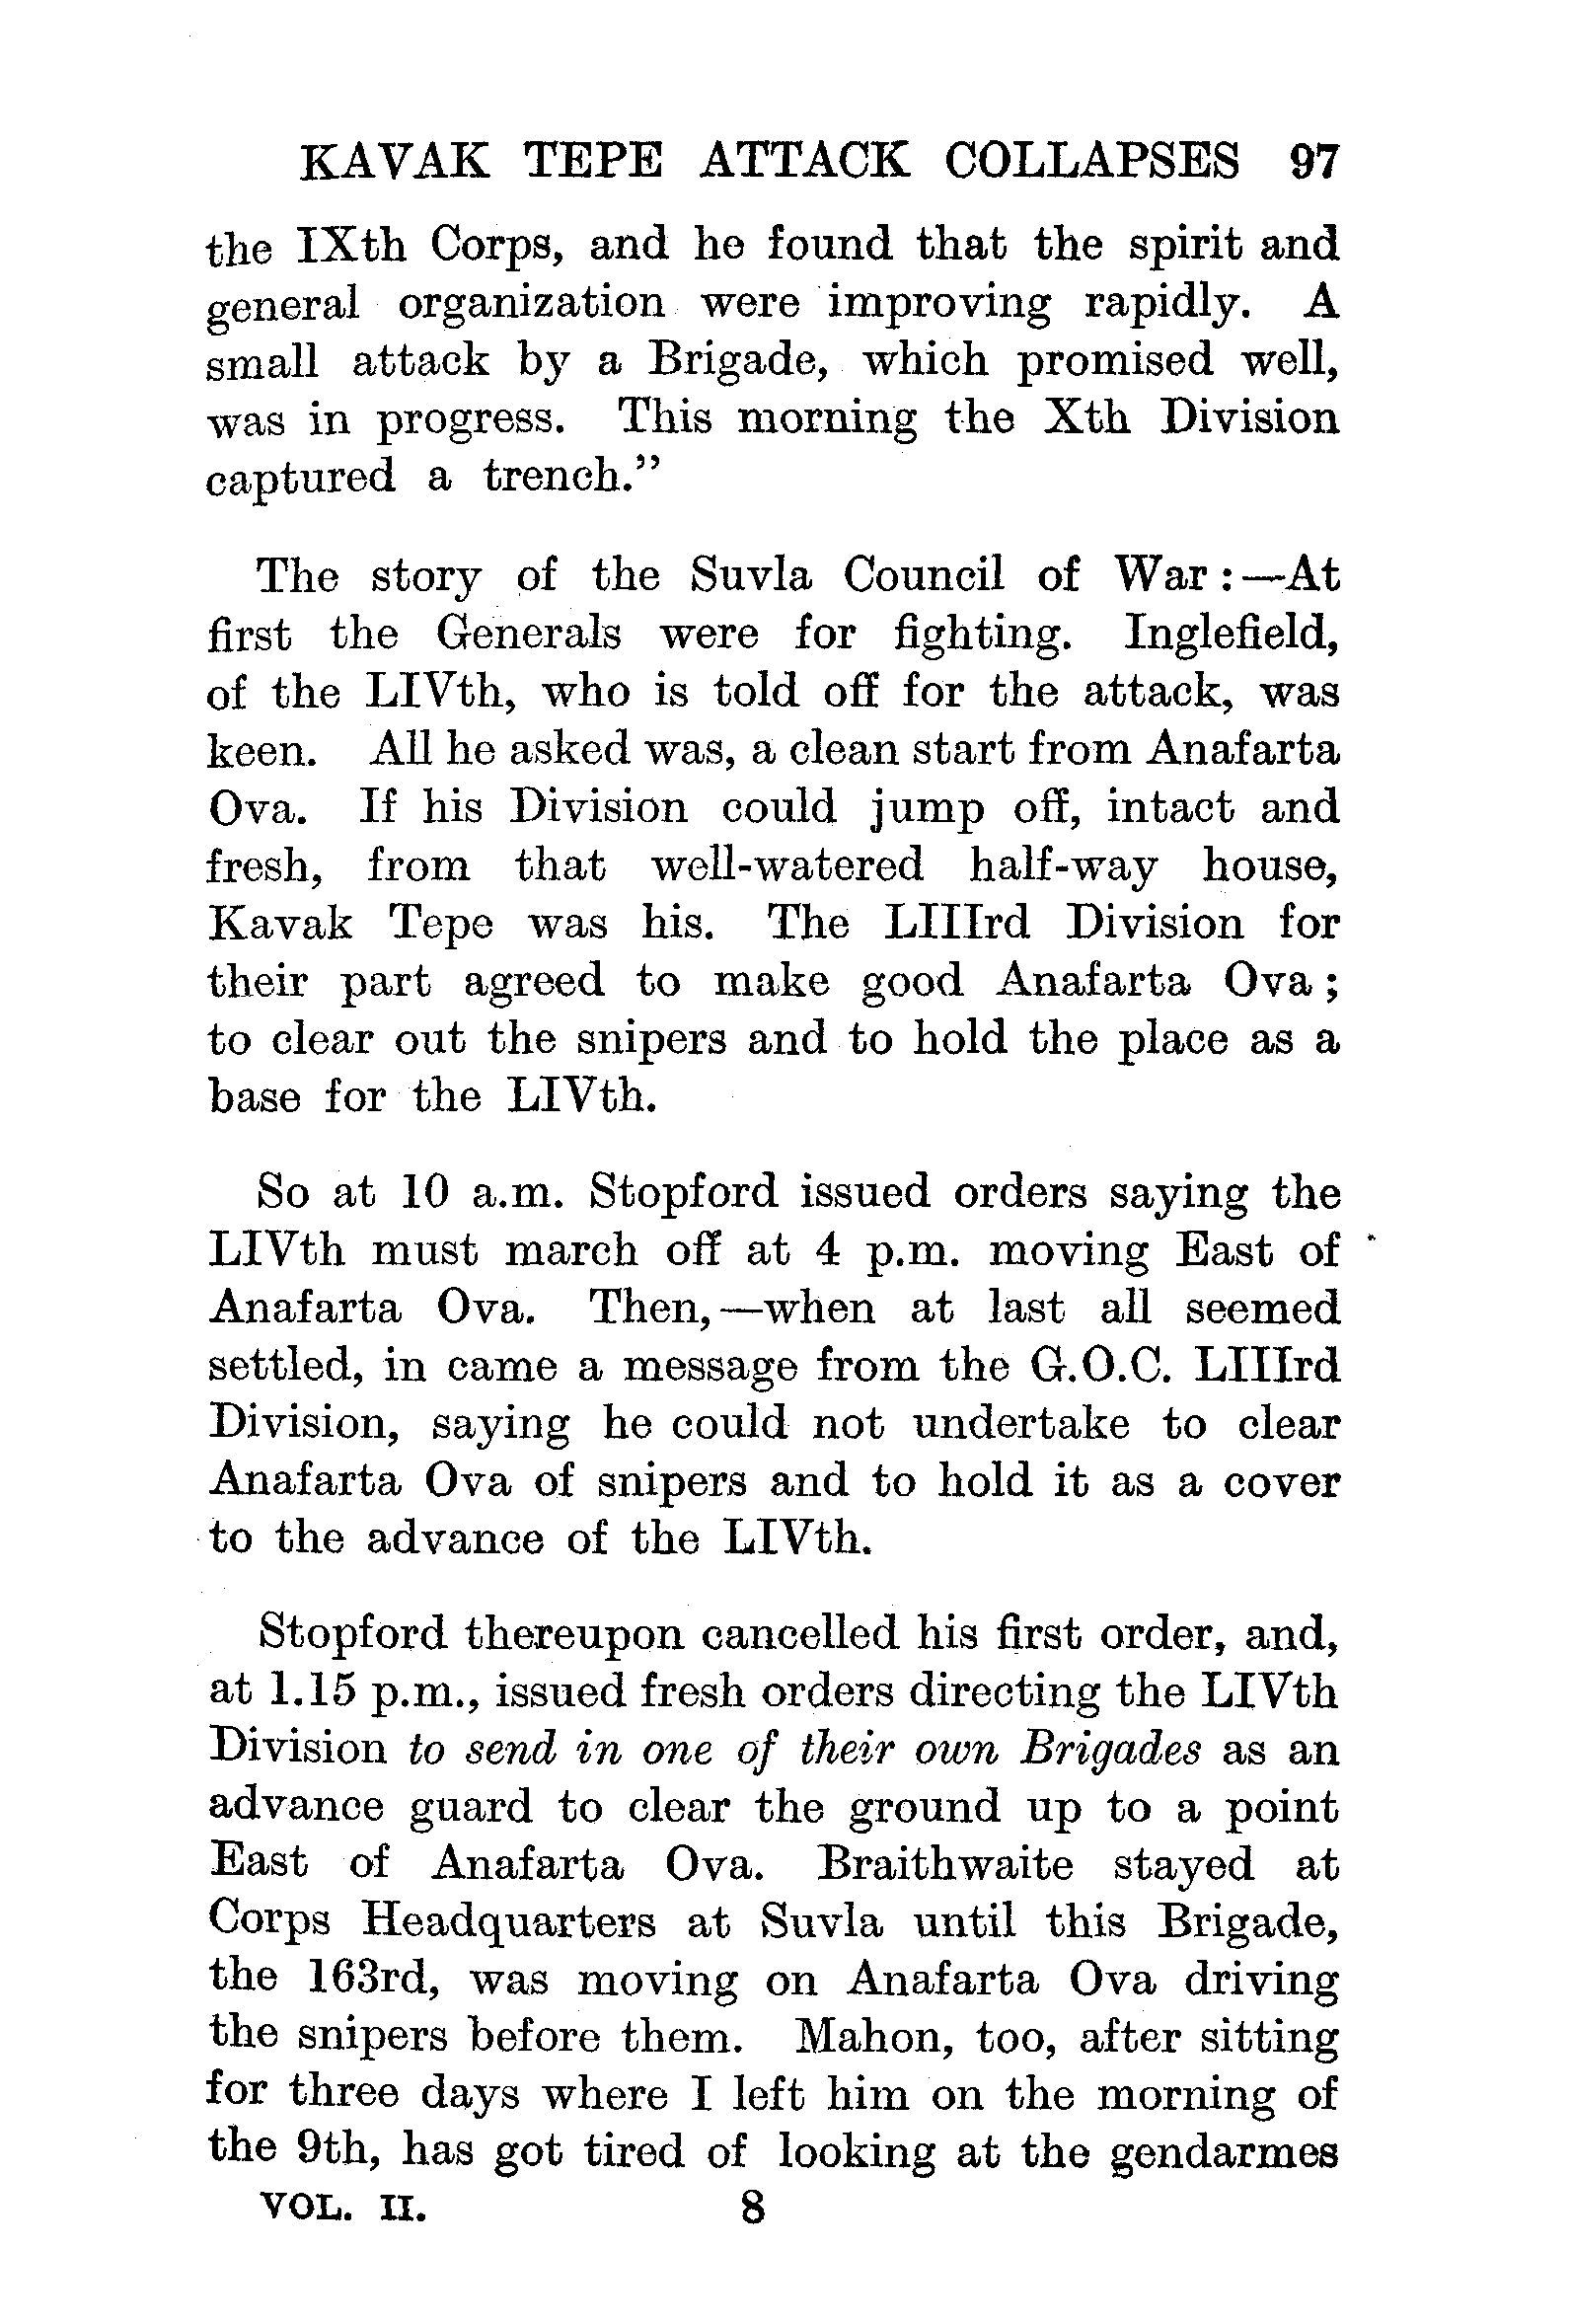 KAVAK TEPE ATTACK COLLAPSES 97
the IXth Corps, and he found that the spirit and
general organization were improving rapidly. A
small attack by a Brigade, which promised well,
was in progress. This morning the Xth Division
captured a trench.”
The story of the Suvla Council of War:—At
first the Generals were for fighting. Inglefield,
of the LIVth, who is told off for the attack, was
keen. All he asked was, a clean start from Anafarta
Ova. If his Division could jump off, intact and
fresh, from that well-watered half-way house,
Kavak Tepe was his. The LIIIrd Division for
their part agreed to make good Anafarta Ova;
to clear out the snipers and to hold the place as a
base for the LIVth.
So at 10 a.m. Stopford issued orders saying the
LIVth must march off at 4 p.m. moving East of
Anafarta Ova. Then,—when at last all seemed
settled, in came a message from the G.O.C. LIIIrd
Division, saying he could not undertake to clear
Anafarta Ova of snipers and to hold it as a cover
to the advance of the LIVth.
Stopford thereupon cancelled his first order, and,
at 1.15 p.m., issued fresh orders directing the LIVth
Division to send in one of their own Brigades as an
advance guard to clear the ground up to a point
East of Anafarta Ova. Braithwaite stayed at
Corps Headquarters at Suvla until this Brigade,
the 163rd, was moving on Anafarta Ova driving
the snipers before them. Mahon, too, after sitting
for three days where I left him on the morning of
the 9th, has got tired of looking at the gendarmes
VOL. II. 8